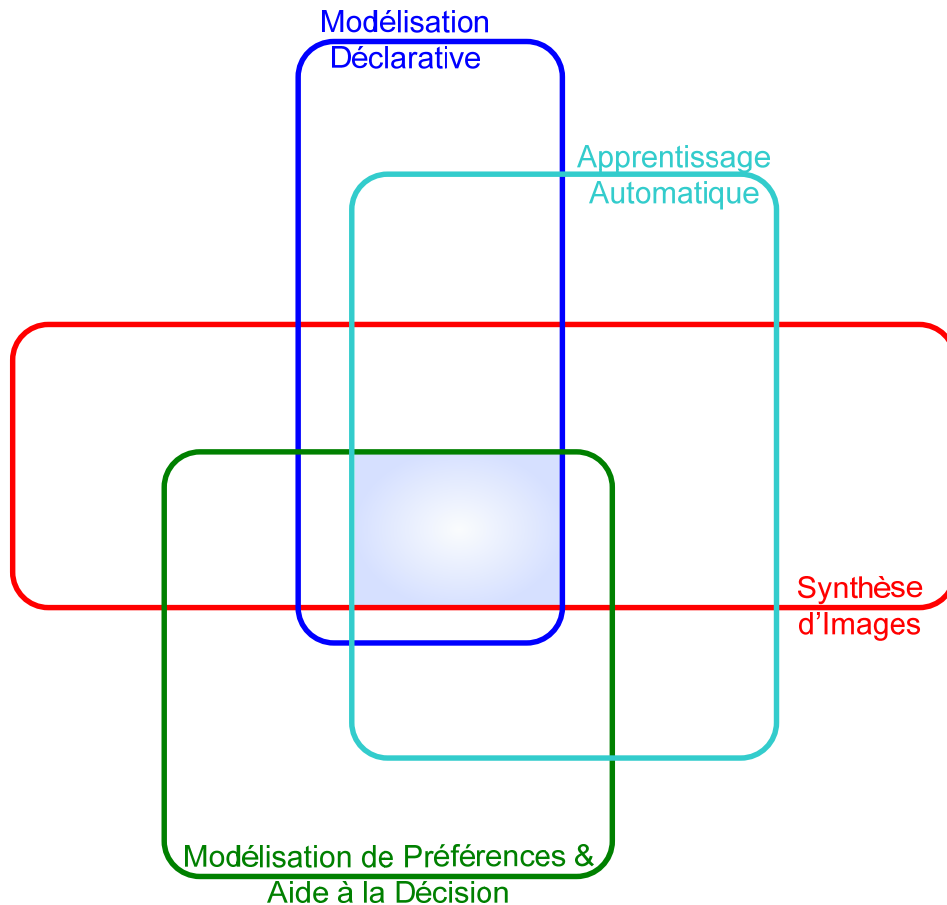 Modélisation
Déclarative
Apprentissage
Automatique
Synthèse
d’Images
Modélisation de Préférences &
Aide à la Décision